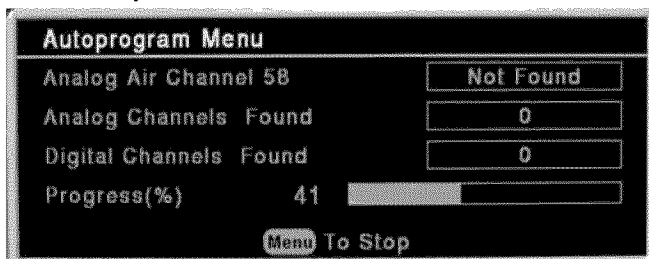 Autoprogram Menu
Analog Air Channel 58 Not Found
Analog Channels Found 0
Digital Channels Found 0
Progress(%) 41
Menu To Stop